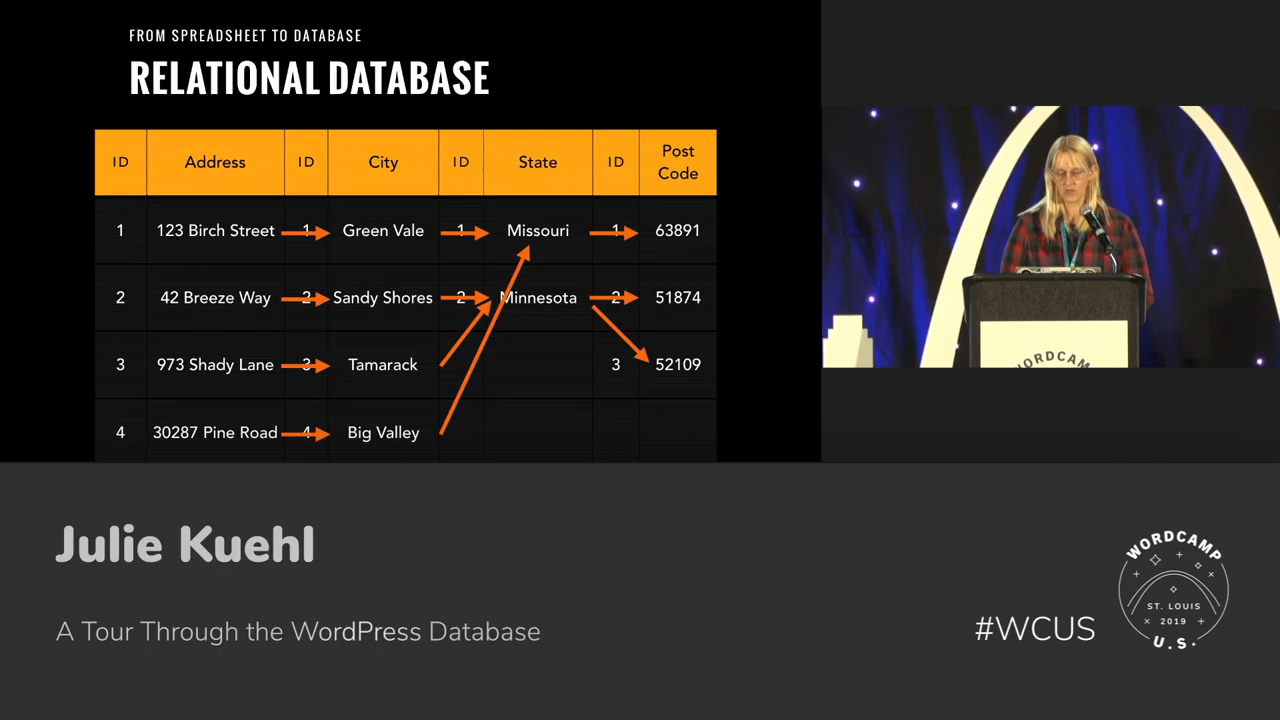 FROM SPREADSHEET TO DATABASE
RELATIONAL DATABASE
ID Address ID City ID State ID Post Code
1 123 Birch Street 1 Green Vale 1 Missouri 1 63891
2 42 Breeze Way 2 Sandy Shores 2 Minnesota 2 51874
3 973 Shady Lane 3 Tamarack 3 52109
4 30287 Pine Road 4 Big Valley
WORDCAMP
Julie Kuehl
A Tour Through the WordPress Database
#WCUS
WORDCAMP
ST. LOUIS
2019
U.S.